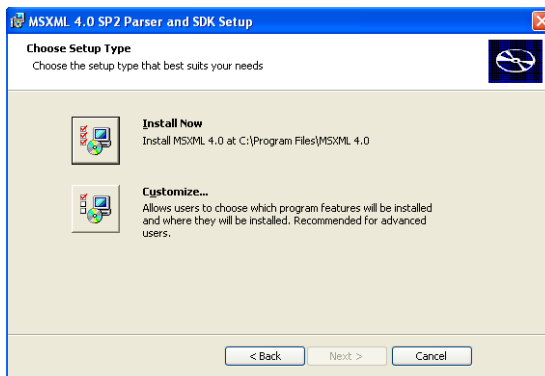 MSXML 4.0 SP2 Parser and SDK Setup
Choose Setup Type
Choose the setup type that best suits your needs
Install Now
Install MSXML 4.0 at C:\Program Files\MSXML 4.0
Customize...
Allows users to choose which program features will be installed
and where they will be installed. Recommended for advanced
users.
< Back
Next >
Cancel